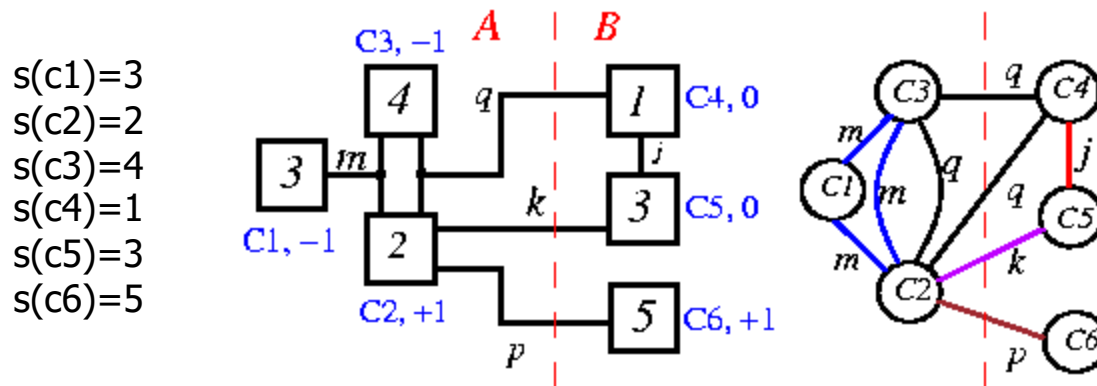 s(c1)=3
s(c2)=2
s(c3)=4
s(c4)=1
s(c5)=3
s(c6)=5
A B
C3, −1
4
q
1
C4, 0
3
m
j
C1, −1
k
3
C5, 0
2
C2, +1
5
C6, +1
p
C3
q
C4
m
C1
m
q
j
q
C5
m
k
C2
p
C6